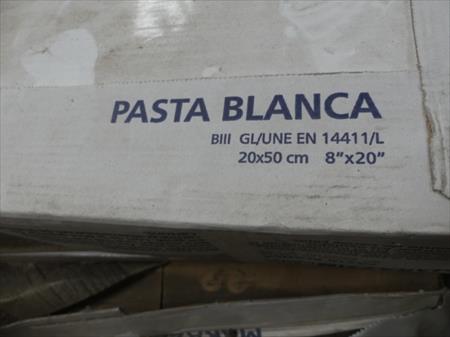 PASTA BLANCA
BIII GL/UNE EN 14411/L
20x50 cm 8"x20"